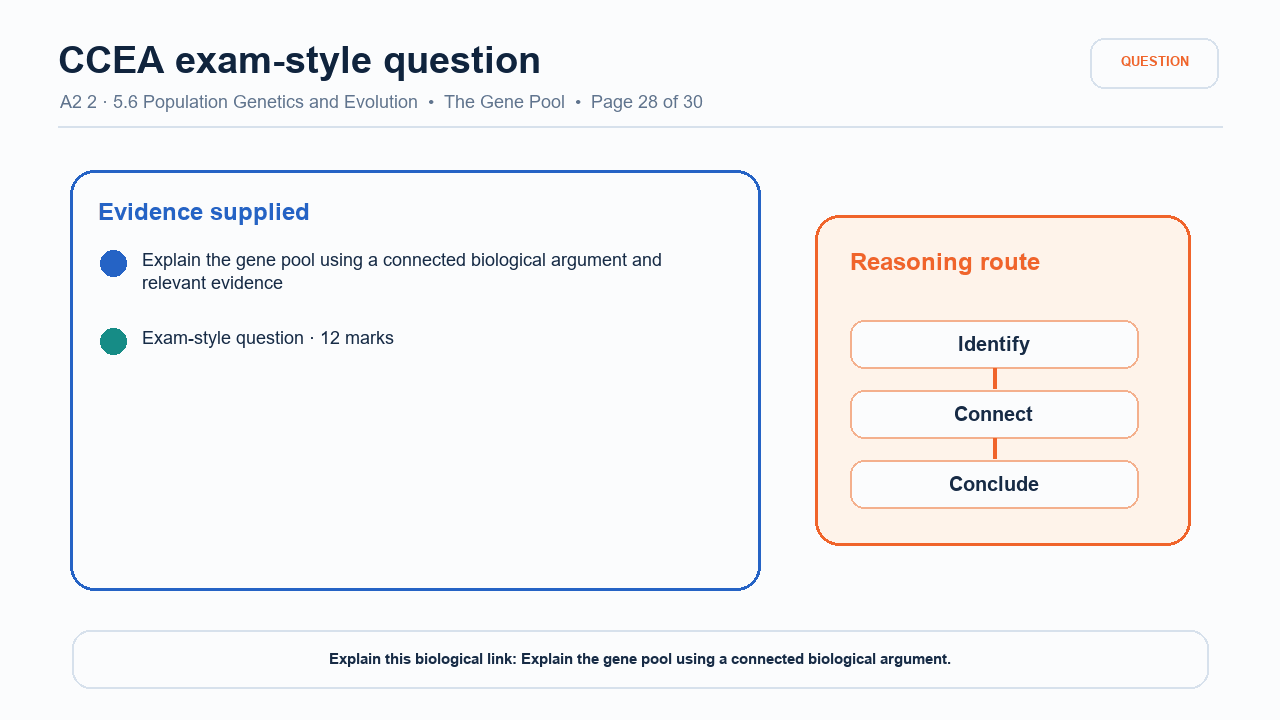 CCEA exam-style question
QUESTION
A2 2 · 5.6 Population Genetics and Evolution • The Gene Pool • Page 28 of 30
Evidence supplied
Explain the gene pool using a connected biological argument and
relevant evidence
Exam-style question · 12 marks
Reasoning route
Identify
Connect
Conclude
Explain this biological link: Explain the gene pool using a connected biological argument.